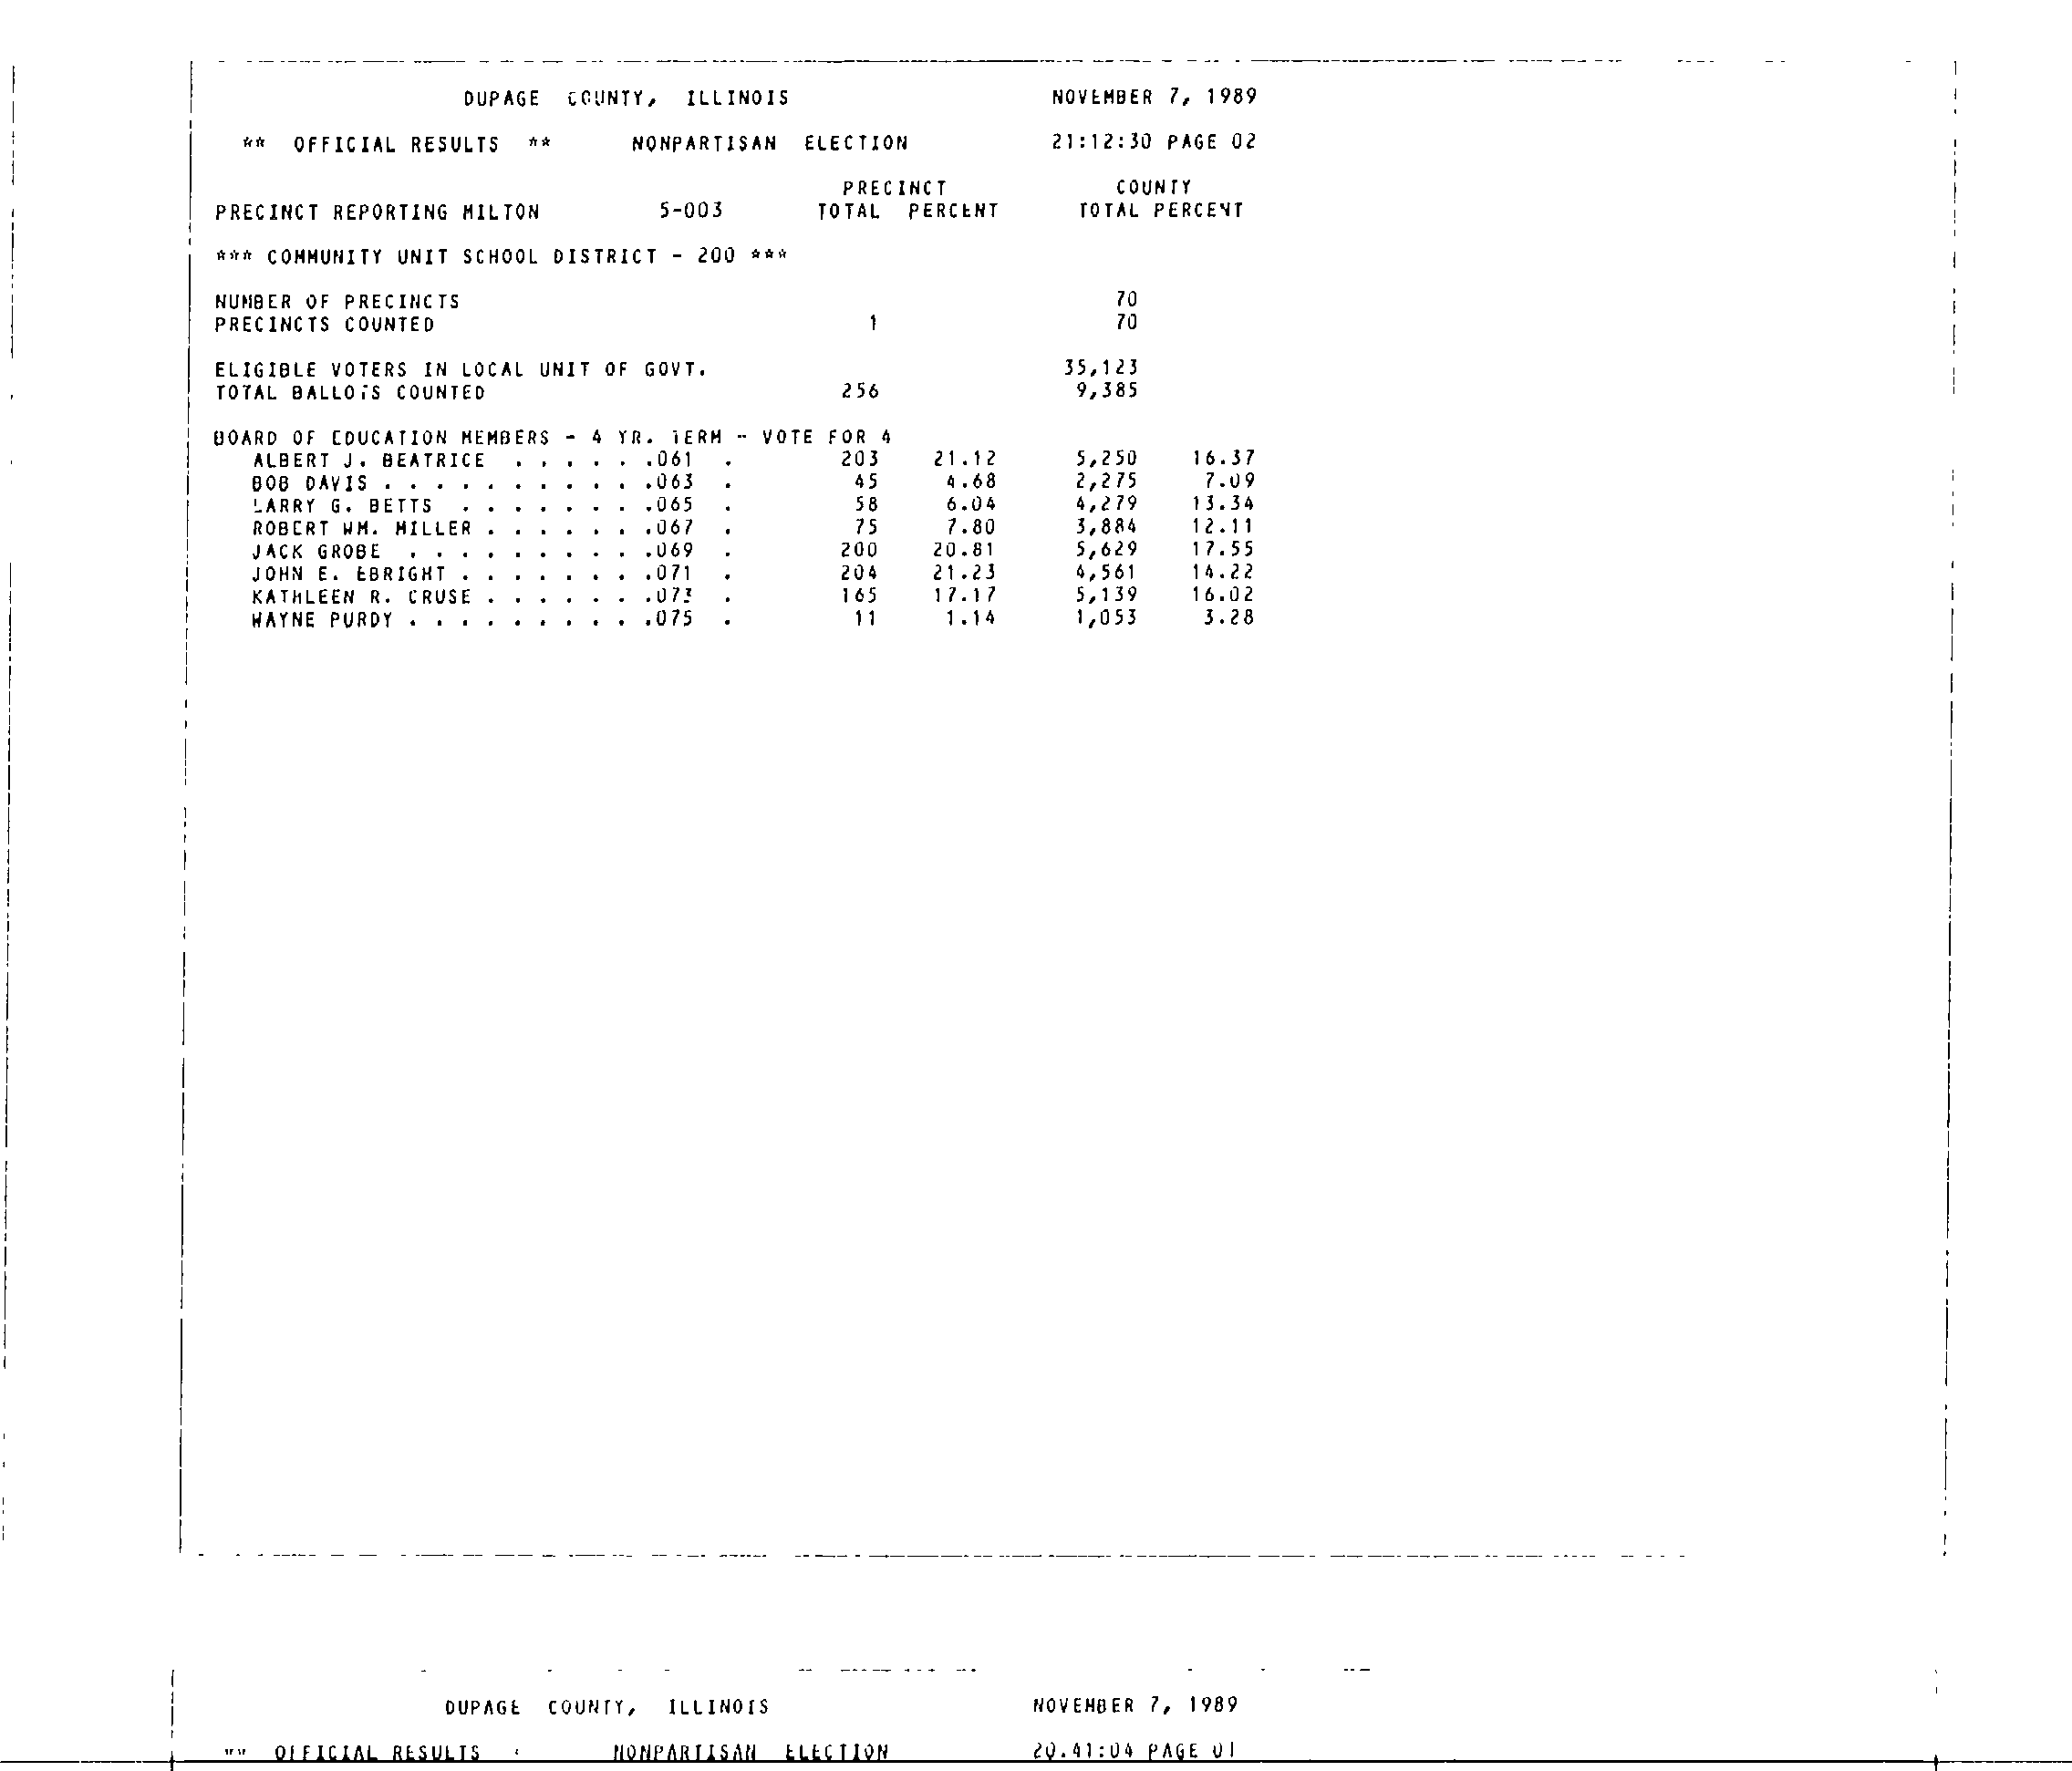 DUPAGE COUNTY, ILLINOIS NOVEMBER 7, 1989
** OFFICIAL RESULTS ** NONPARTISAN ELECTION 21:12:30 PAGE 02
PRECINCT COUNTY
PRECINCT REPORTING MILTON 5-003 TOTAL PERCENT TOTAL PERCENT
*** COMMUNITY UNIT SCHOOL DISTRICT - 200 ***
NUMBER OF PRECINCTS 70
PRECINCTS COUNTED 1 70
ELIGIBLE VOTERS IN LOCAL UNIT OF GOVT. 35,123
TOTAL BALLOTS COUNTED 256 9,385
BOARD OF EDUCATION MEMBERS - 4 YR. TERM - VOTE FOR 4
ALBERT J. BEATRICE . . . . . .061 . 203 21.12 5,250 16.37
BOB DAVIS . . . . . . . . . . .063 . 45 4.68 2,275 7.09
LARRY G. BETTS . . . . . . . .065 . 58 6.04 4,279 13.34
ROBERT WM. MILLER . . . . . . .067 . 75 7.80 3,884 12.11
JACK GROBE . . . . . . . . . .069 . 200 20.81 5,629 17.55
JOHN E. EBRIGHT . . . . . . . .071 . 204 21.23 4,561 14.22
KATHLEEN R. CRUSE . . . . . . .073 . 165 17.17 5,139 16.02
WAYNE PURDY . . . . . . . . . .075 . 11 1.14 1,053 3.28
DUPAGE COUNTY, ILLINOIS NOVEMBER 7, 1989
** OFFICIAL RESULTS NONPARTISAN ELECTION 20.41:04 PAGE 01